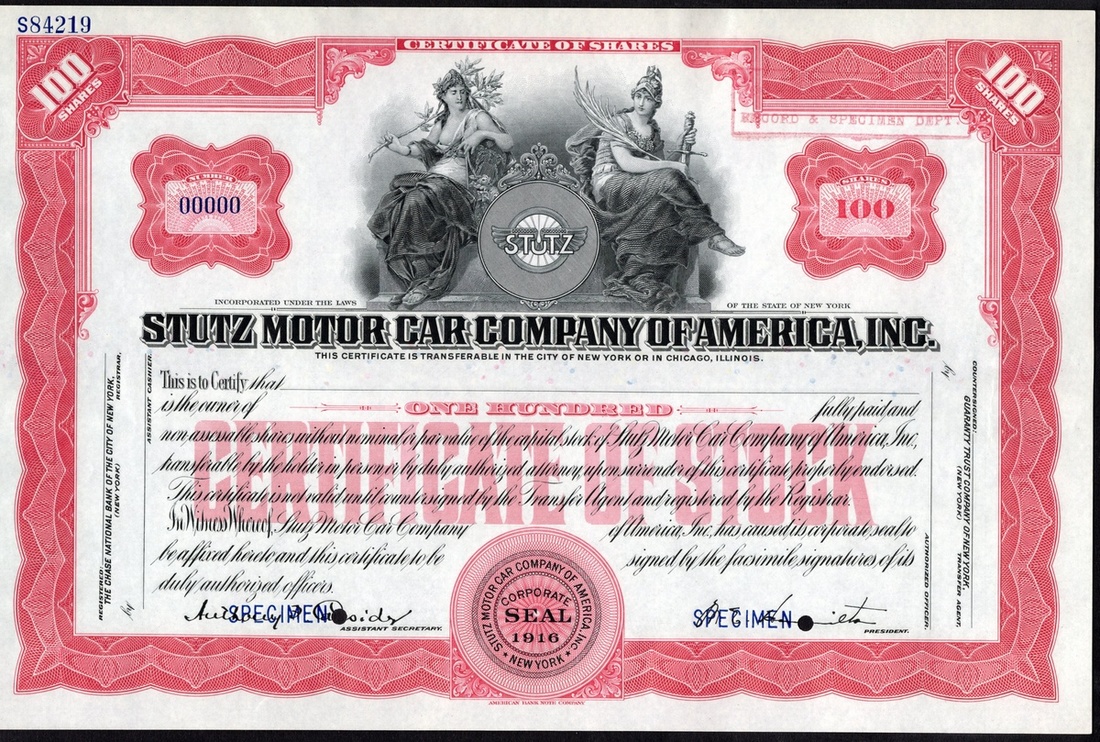 S84219
CERTIFICATE OF SHARES
100
SHARES
100
SHARES
RECORD & SPECIMEN DEPT.
NUMBER
00000
SHARES
100
STUTZ
INCORPORATED UNDER THE LAWS
OF THE STATE OF NEW YORK
STUTZ MOTOR CAR COMPANY OF AMERICA, INC.
THIS CERTIFICATE IS TRANSFERABLE IN THE CITY OF NEW YORK OR IN CHICAGO, ILLINOIS.
This is to Certify that
is the owner of ONE HUNDRED fully paid and
non assessable shares without nominal or par value of the capital stock of Stutz Motor Car Company of America, Inc.,
transferable by the holder in person or by duly authorized attorney, upon surrender of this certificate properly endorsed.
This certificate is not valid until countersigned by the Transfer Agent and registered by the Registrar.
In Witness Whereof, Stutz Motor Car Company of America, Inc., has caused its corporate seal to
be affixed hereto and this certificate to be signed by the facsimile signatures of its
duly authorized officers.
CERTIFICATE OF STOCK
SPECIMEN
ASSISTANT SECRETARY.
SPECIMEN
PRESIDENT.
STUTZ MOTOR CAR COMPANY OF AMERICA, INC.
CORPORATE
SEAL
1916
NEW YORK
AMERICAN BANK NOTE COMPANY
REGISTERED:
THE CHASE NATIONAL BANK OF THE CITY OF NEW YORK,
(NEW YORK)
REGISTRAR,
by
ASSISTANT CASHIER.
COUNTERSIGNED:
GUARANTY TRUST COMPANY OF NEW YORK,
(NEW YORK)
TRANSFER AGENT,
by
AUTHORIZED OFFICER.